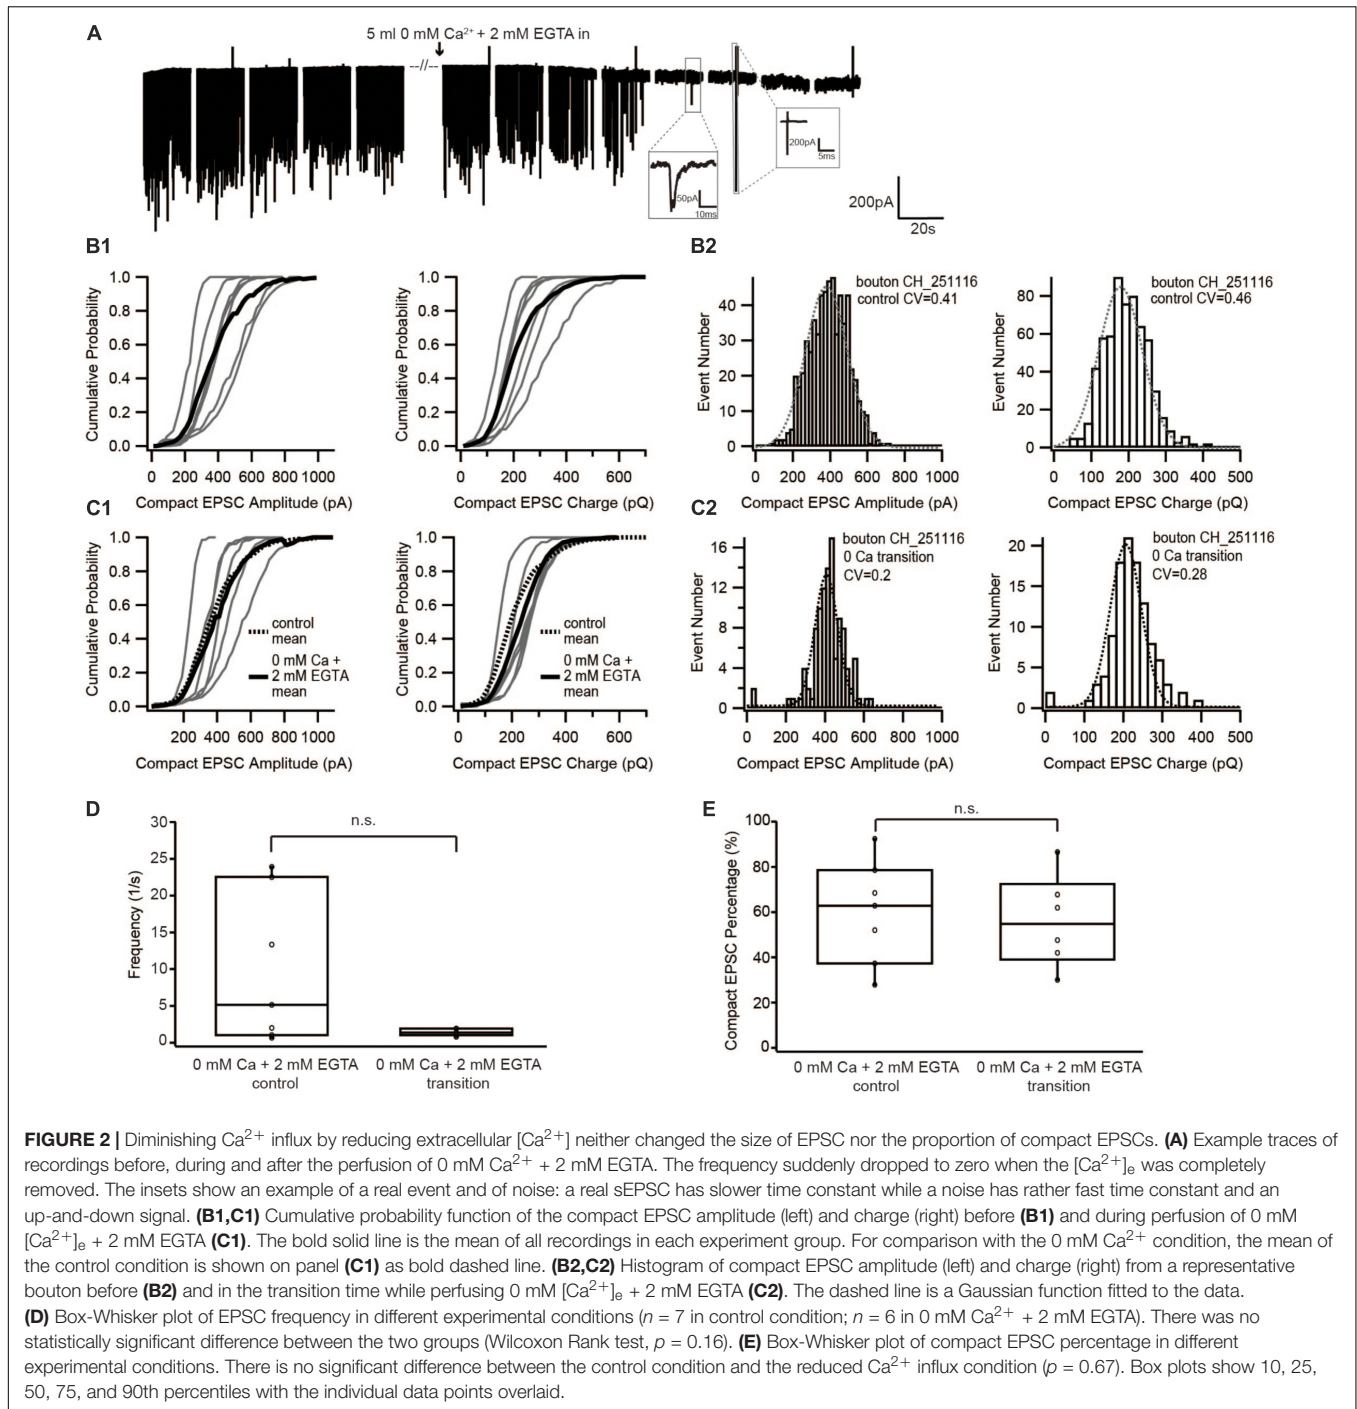 A
5 ml 0 mM Ca²⁺ + 2 mM EGTA in
--//--
50pA
10ms
200pA
5ms
200pA
20s
B1
Cumulative Probability
1.0
0.8
0.6
0.4
0.2
0.0
0 200 400 600 800 1000
Compact EPSC Amplitude (pA)
Cumulative Probability
1.0
0.8
0.6
0.4
0.2
0.0
0 200 400 600
Compact EPSC Charge (pQ)
B2
bouton CH_251116
control CV=0.41
Event Number
40
30
20
10
0
0 200 400 600 800 1000
Compact EPSC Amplitude (pA)
bouton CH_251116
control CV=0.46
Event Number
80
60
40
20
0
0 100 200 300 400 500
Compact EPSC Charge (pQ)
C1
Cumulative Probability
1.0
0.8
0.6
0.4
0.2
0.0
control
mean
0 mM Ca +
2 mM EGTA
mean
200 400 600 800 1000
Compact EPSC Amplitude (pA)
Cumulative Probability
1.0
0.8
0.6
0.4
0.2
0.0
control
mean
0 mM Ca +
2 mM EGTA
mean
0 200 400 600
Compact EPSC Charge (pQ)
C2
bouton CH_251116
0 Ca transition
CV=0.2
Event Number
16
12
8
4
0
0 200 400 600 800 1000
Compact EPSC Amplitude (pA)
bouton CH_251116
0 Ca transition
CV=0.28
Event Number
20
15
10
5
0
0 100 200 300 400 500
Compact EPSC Charge (pQ)
D
n.s.
Frequency (1/s)
30
25
20
15
10
5
0
0 mM Ca + 2 mM EGTA
control
0 mM Ca + 2 mM EGTA
transition
E
n.s.
Compact EPSC Percentage (%)
100
80
60
40
20
0
0 mM Ca + 2 mM EGTA
control
0 mM Ca + 2 mM EGTA
transition
FIGURE 2 | Diminishing Ca²⁺ influx by reducing extracellular [Ca²⁺] neither changed the size of EPSC nor the proportion of compact EPSCs. (A) Example traces of
recordings before, during and after the perfusion of 0 mM Ca²⁺ + 2 mM EGTA. The frequency suddenly dropped to zero when the [Ca²⁺]ₑ was completely
removed. The insets show an example of a real event and of noise: a real sEPSC has slower time constant while a noise has rather fast time constant and an
up-and-down signal. (B1,C1) Cumulative probability function of the compact EPSC amplitude (left) and charge (right) before (B1) and during perfusion of 0 mM
[Ca²⁺]ₑ + 2 mM EGTA (C1). The bold solid line is the mean of all recordings in each experiment group. For comparison with the 0 mM Ca²⁺ condition, the mean of
the control condition is shown on panel (C1) as bold dashed line. (B2,C2) Histogram of compact EPSC amplitude (left) and charge (right) from a representative
bouton before (B2) and in the transition time while perfusing 0 mM [Ca²⁺]ₑ + 2 mM EGTA (C2). The dashed line is a Gaussian function fitted to the data.
(D) Box-Whisker plot of EPSC frequency in different experimental conditions (n = 7 in control condition; n = 6 in 0 mM Ca²⁺ + 2 mM EGTA). There was no
statistically significant difference between the two groups (Wilcoxon Rank test, p = 0.16). (E) Box-Whisker plot of compact EPSC percentage in different
experimental conditions. There is no significant difference between the control condition and the reduced Ca²⁺ influx condition (p = 0.67). Box plots show 10, 25,
50, 75, and 90th percentiles with the individual data points overlaid.